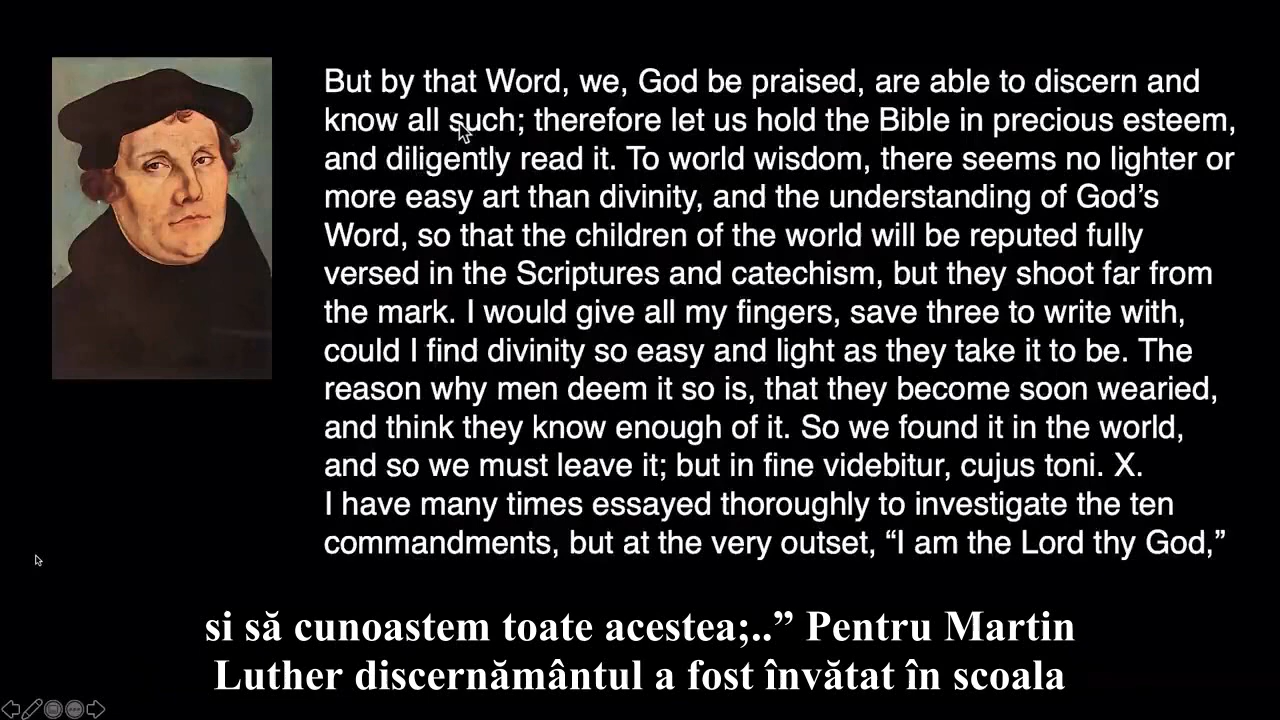 But by that Word, we, God be praised, are able to discern and
know all such; therefore let us hold the Bible in precious esteem,
and diligently read it. To world wisdom, there seems no lighter or
more easy art than divinity, and the understanding of God’s
Word, so that the children of the world will be reputed fully
versed in the Scriptures and catechism, but they shoot far from
the mark. I would give all my fingers, save three to write with,
could I find divinity so easy and light as they take it to be. The
reason why men deem it so is, that they become soon wearied,
and think they know enough of it. So we found it in the world,
and so we must leave it; but in fine videbitur, cujus toni. X.
I have many times essayed thoroughly to investigate the ten
commandments, but at the very outset, “I am the Lord thy God,”
si să cunoastem toate acestea;..” Pentru Martin
Luther discernământul a fost învătat în scoala